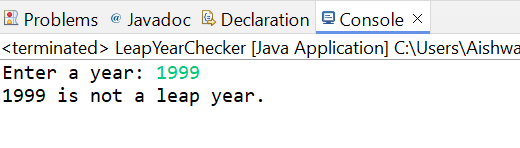 Problems @ Javadoc Declaration Console ×
<terminated> LeapYearChecker [Java Application] C:\Users\Aishwa
Enter a year: 1999
1999 is not a leap year.